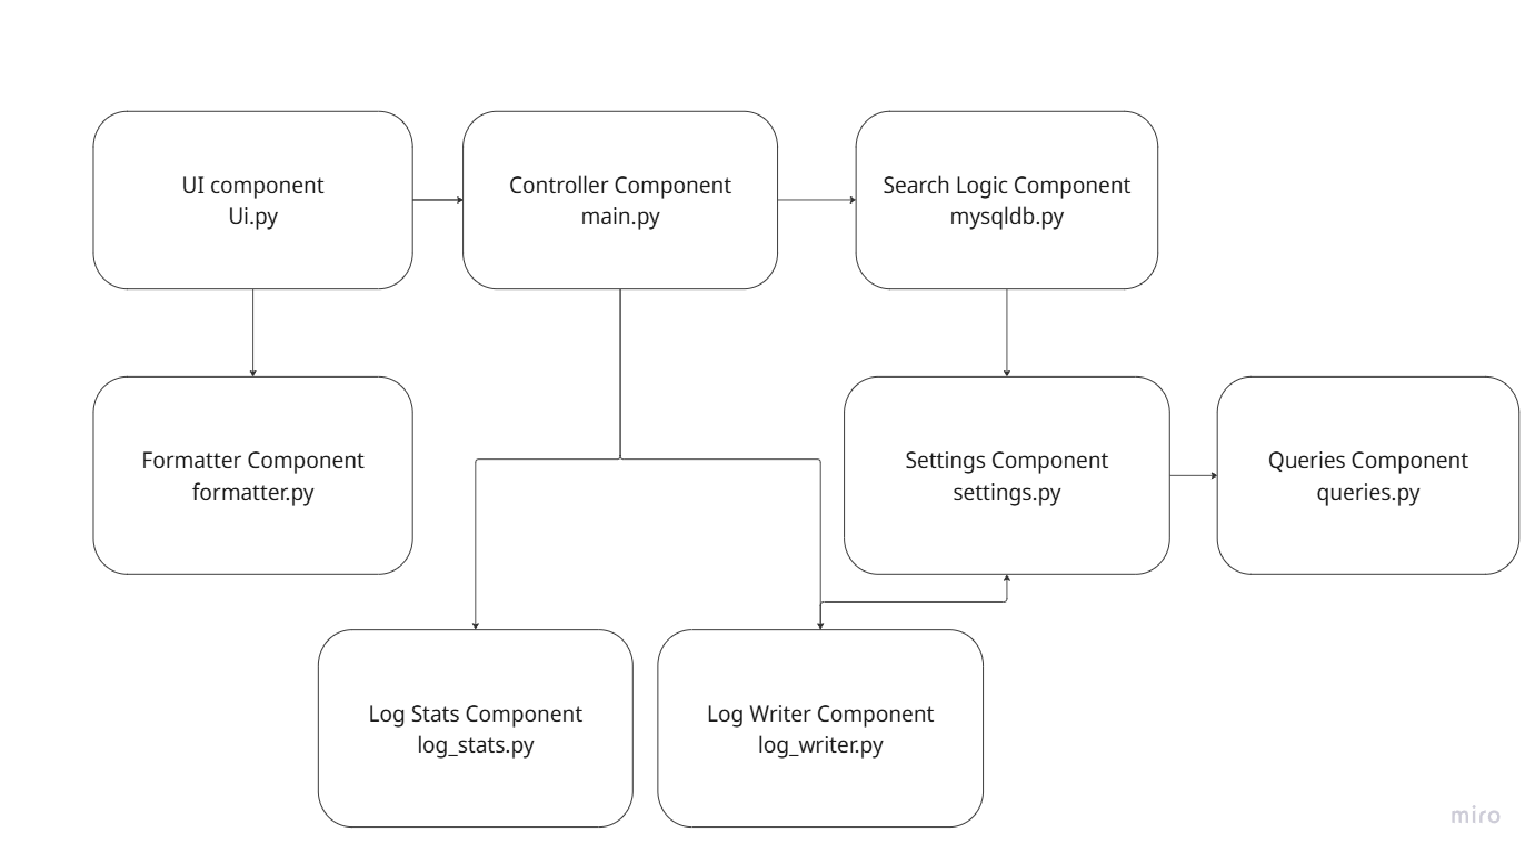 UI component
Ui.py
Controller Component
main.py
Search Logic Component
mysqldb.py
Formatter Component
formatter.py
Settings Component
settings.py
Queries Component
queries.py
Log Stats Component
log_stats.py
Log Writer Component
log_writer.py
miro